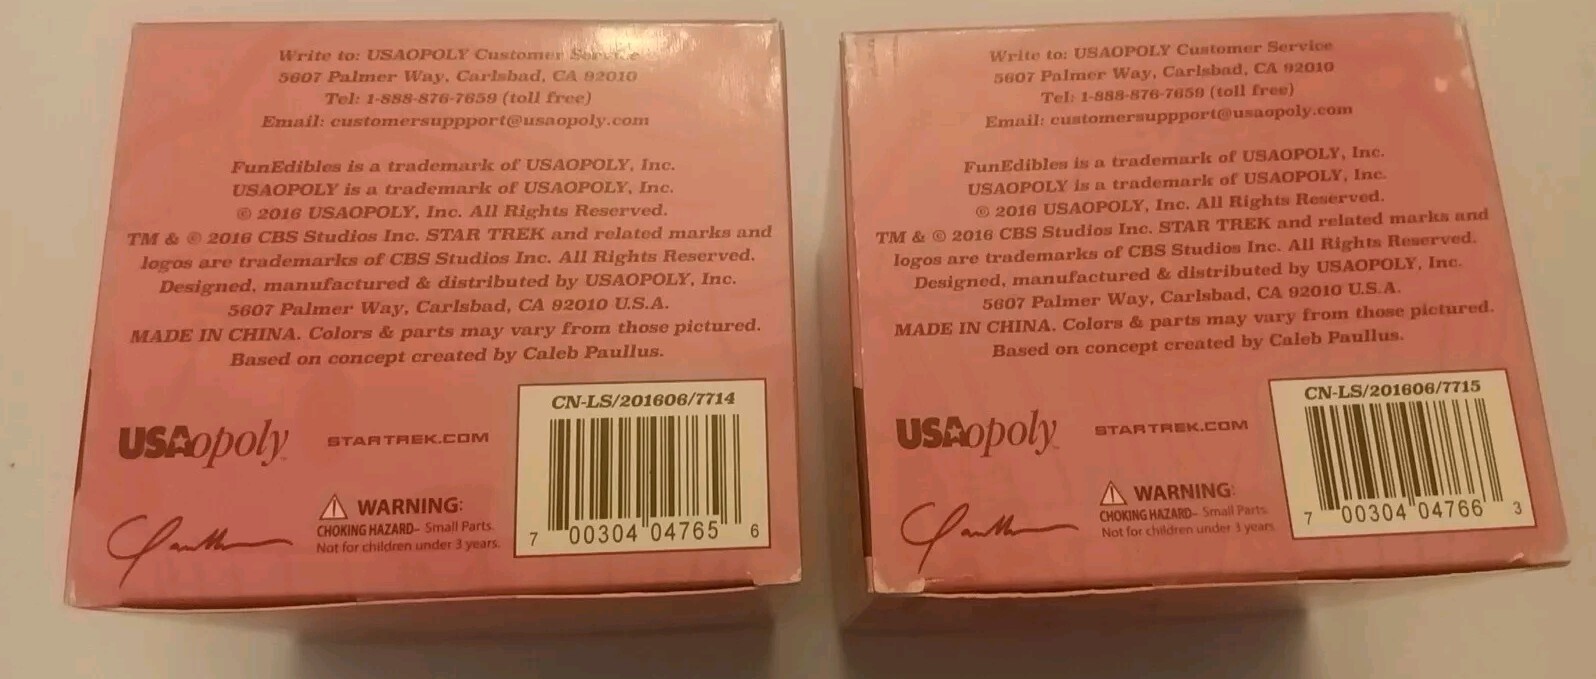 Write to: USAOPOLY Customer Service
5607 Palmer Way, Carlsbad, CA 92010
Tel: 1-888-876-7659 (toll free)
Email: customersuppport@usaopoly.com
FunEdibles is a trademark of USAOPOLY, Inc.
USAOPOLY is a trademark of USAOPOLY, Inc.
© 2016 USAOPOLY, Inc. All Rights Reserved.
TM & © 2016 CBS Studios Inc. STAR TREK and related marks and
logos are trademarks of CBS Studios Inc. All Rights Reserved.
Designed, manufactured & distributed by USAOPOLY, Inc.
5607 Palmer Way, Carlsbad, CA 92010 U.S.A.
MADE IN CHINA. Colors & parts may vary from those pictured.
Based on concept created by Caleb Paullus.
CN-LS/201606/7714
USAopoly
STARTREK.COM
WARNING:
CHOKING HAZARD– Small Parts.
Not for children under 3 years.
7 00304 04765 6
Write to: USAOPOLY Customer Service
5607 Palmer Way, Carlsbad, CA 92010
Tel: 1-888-876-7659 (toll free)
Email: customersuppport@usaopoly.com
FunEdibles is a trademark of USAOPOLY, Inc.
USAOPOLY is a trademark of USAOPOLY, Inc.
© 2016 USAOPOLY, Inc. All Rights Reserved.
TM & © 2016 CBS Studios Inc. STAR TREK and related marks and
logos are trademarks of CBS Studios Inc. All Rights Reserved.
Designed, manufactured & distributed by USAOPOLY, Inc.
5607 Palmer Way, Carlsbad, CA 92010 U.S.A.
MADE IN CHINA. Colors & parts may vary from those pictured.
Based on concept created by Caleb Paullus.
CN-LS/201606/7715
USAopoly
STARTREK.COM
WARNING:
CHOKING HAZARD– Small Parts.
Not for children under 3 years.
7 00304 04766 3